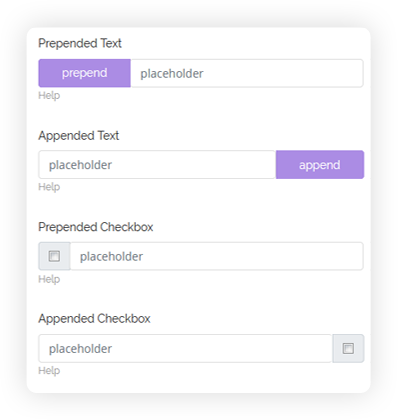 Prepended Text
prepend placeholder
Help
Appended Text
placeholder append
Help
Prepended Checkbox
placeholder
Help
Appended Checkbox
placeholder
Help